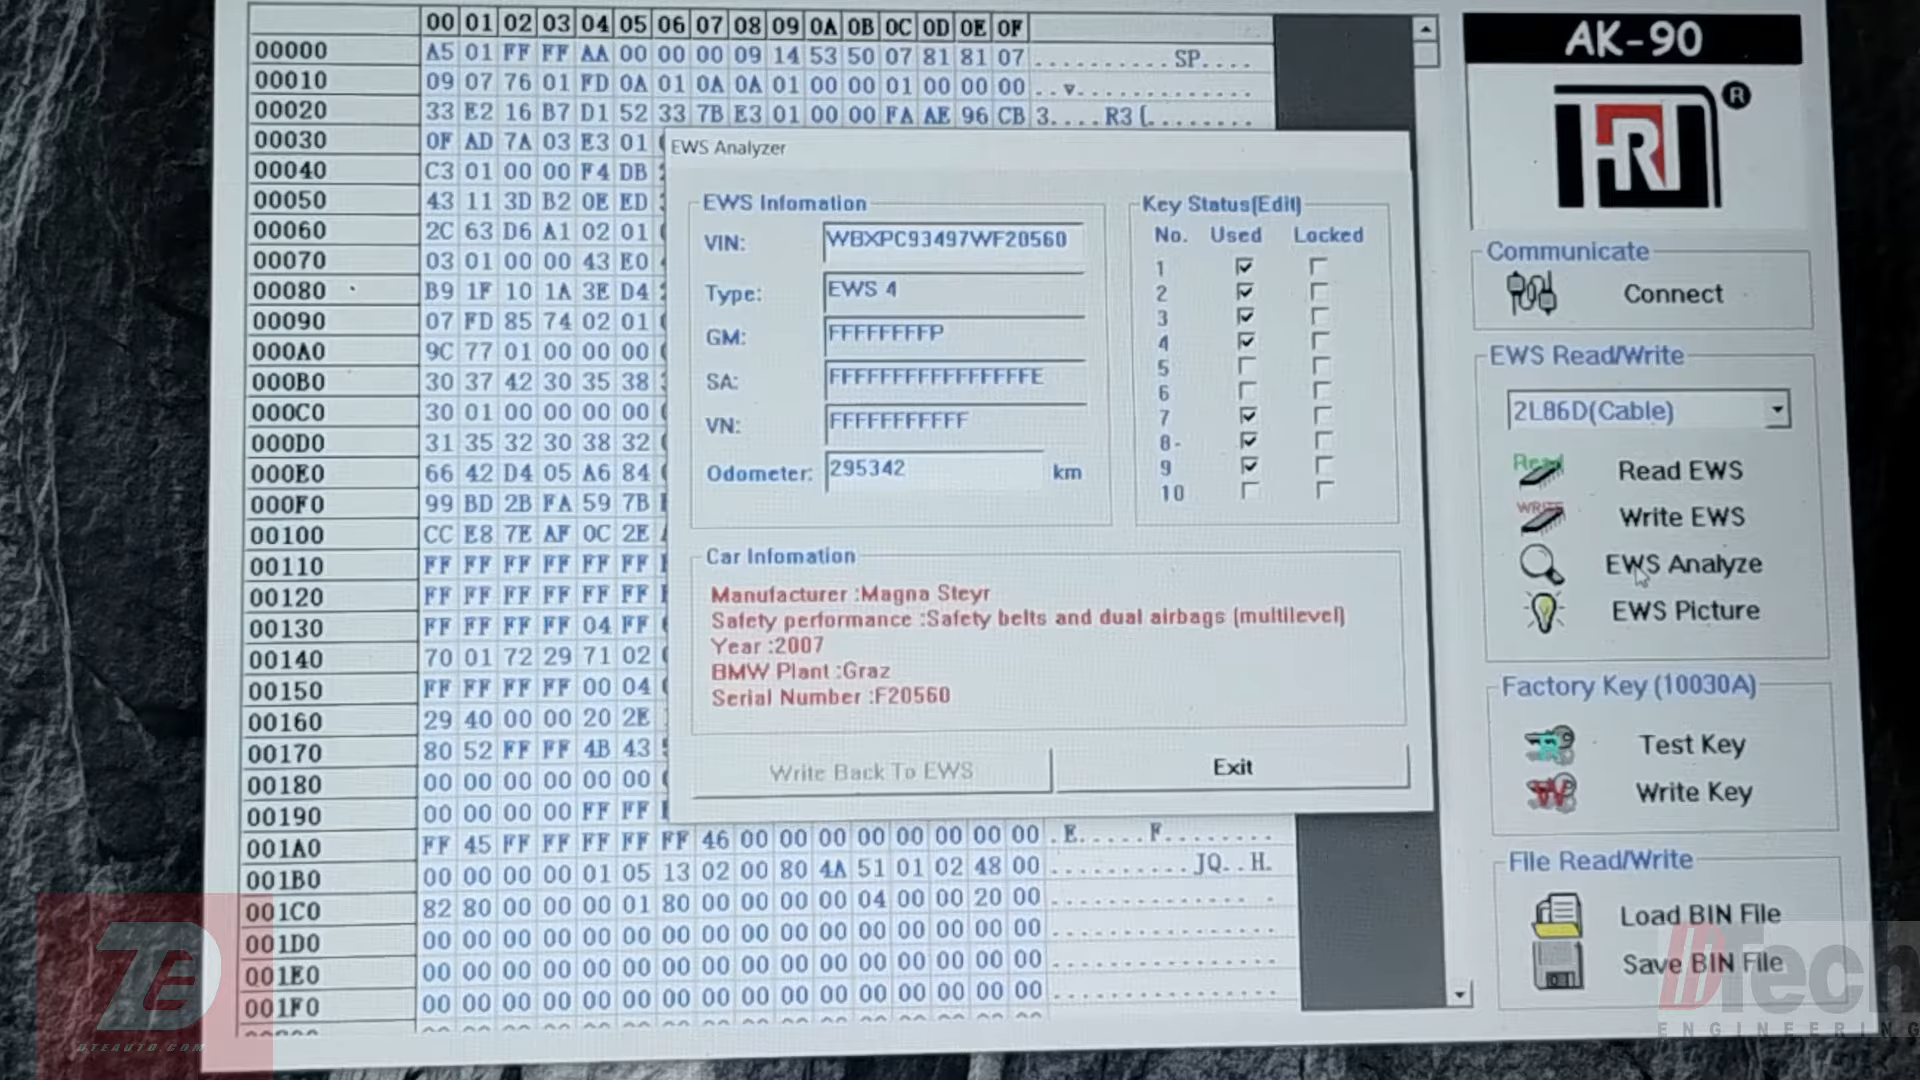 00 01 02 03 04 05 06 07 08 09 0A 0B 0C 0D 0E 0F
00000 A5 01 FF FF AA 00 00 00 09 14 53 50 07 81 81 07 ..........SP....
00010 09 07 76 01 FD 0A 01 0A 0A 01 00 00 01 00 00 00 ..v.............
00020 33 E2 16 B7 D1 52 33 7B E3 01 00 00 FA AE 96 CB 3....R3{........
00030 0F AD 7A 03 E3 01
00040 C3 01 00 00 F4 DB
00050 43 11 3D B2 0E ED
00060 2C 63 D6 A1 02 01
00070 03 01 00 00 43 E0
00080 B9 1F 10 1A 3E D4
00090 07 FD 85 74 02 01
000A0 9C 77 01 00 00 00
000B0 30 37 42 30 35 38
000C0 30 01 00 00 00 00
000D0 31 35 32 30 38 32
000E0 66 42 D4 05 A6 84
000F0 99 BD 2B FA 59 7B
00100 CC E8 7E AF 0C 2E
00110 FF FF FF FF FF FF
00120 FF FF FF FF FF FF
00130 FF FF FF FF 04 FF
00140 70 01 72 29 71 02
00150 FF FF FF FF 00 04
00160 29 40 00 00 20 2E
00170 80 52 FF FF 4B 43
00180 00 00 00 00 00 00
00190 00 00 00 00 FF FF
001A0 FF 45 FF FF FF FF FF 46 00 00 00 00 00 00 00 00 .E.....F........
001B0 00 00 00 00 01 05 13 02 00 80 4A 51 01 02 48 00 ..........JQ..H.
001C0 82 80 00 00 00 01 80 00 00 00 00 04 00 00 20 00
001D0 00 00 00 00 00 00 00 00 00 00 00 00 00 00 00 00 ................
001E0 00 00 00 00 00 00 00 00 00 00 00 00 00 00 00 00 ................
001F0 00 00 00 00 00 00 00 00 00 00 00 00 00 00 00 00 ................
EWS Analyzer
EWS Infomation
VIN: WBXPC93497WF20560
Type: EWS 4
GM: FFFFFFFFP
SA: FFFFFFFFFFFFFFFFE
VN: FFFFFFFFFFF
Odometer: 295342 km
Key Status(Edit)
No. Used Locked
1
2
3
4
5
6
7
8
9
10
Car Infomation
Manufacturer :Magna Steyr
Safety performance :Safety belts and dual airbags (multilevel)
Year :2007
BMW Plant :Graz
Serial Number :F20560
Write Back To EWS
Exit
AK-90
®
Communicate
Connect
EWS Read/Write
2L86D(Cable)
Read
Read EWS
WRITE
Write EWS
EWS Analyze
EWS Picture
Factory Key (10030A)
Test Key
Write Key
File Read/Write
Load BIN File
Save BIN File
DTEAUTO.COM
Tech
ENGINEERING